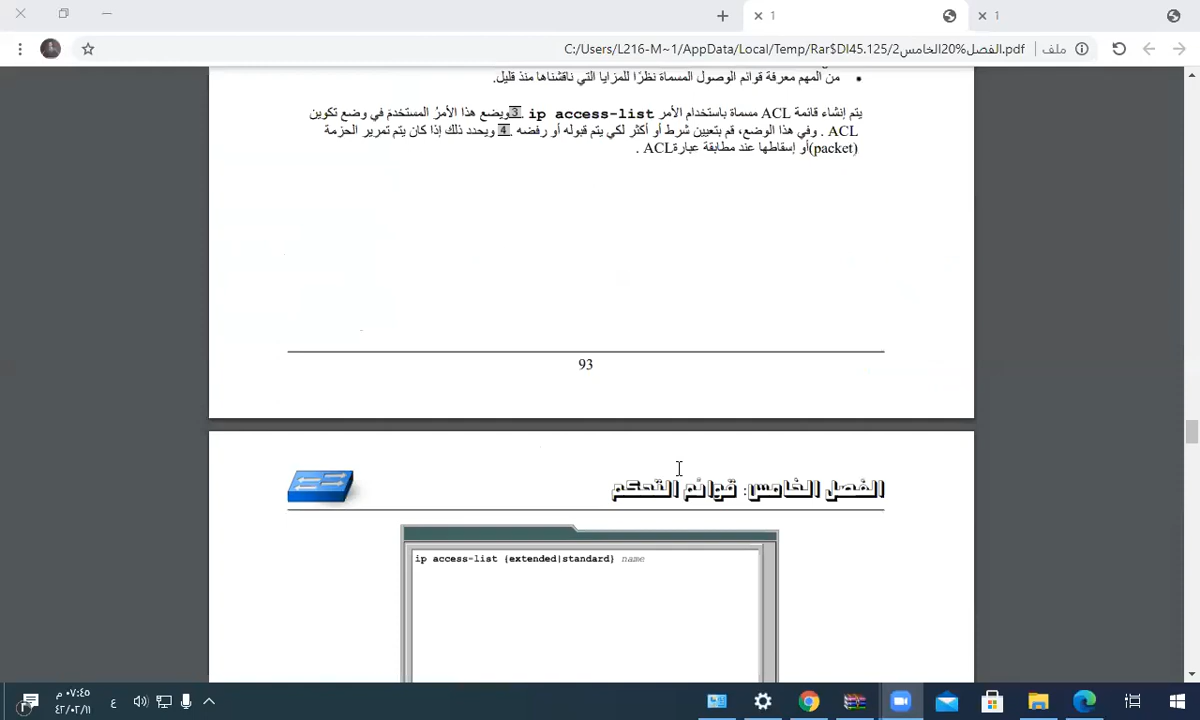 1
1
C:/Users/L216-M~1/AppData/Local/Temp/Rar$DI45.125/2الفصل%20الخامس.pdf
ملف
من المهم معرفة قوائم الوصول المسماة نظرًا للمزايا التي ناقشناها منذ قليل.
يتم إنشاء قائمة ACL مسماة باستخدام الأمر ip access-list .3ويضع هذا الأمرُ المستخدمَ في وضع تكوين
ACL . وفي هذا الوضع، قم بتعيين شرط أو أكثر لكي يتم قبوله أو رفضه .4 ويحدد ذلك إذا كان يتم تمرير الحزمة
(packet)أو إسقاطها عند مطابقة عبارةACL .
93
الفصل الخامس: قوائم التحكم
ip access-list {extended|standard} name
٠٧:٤٥ م
٤٢/٠٢/١١
ع